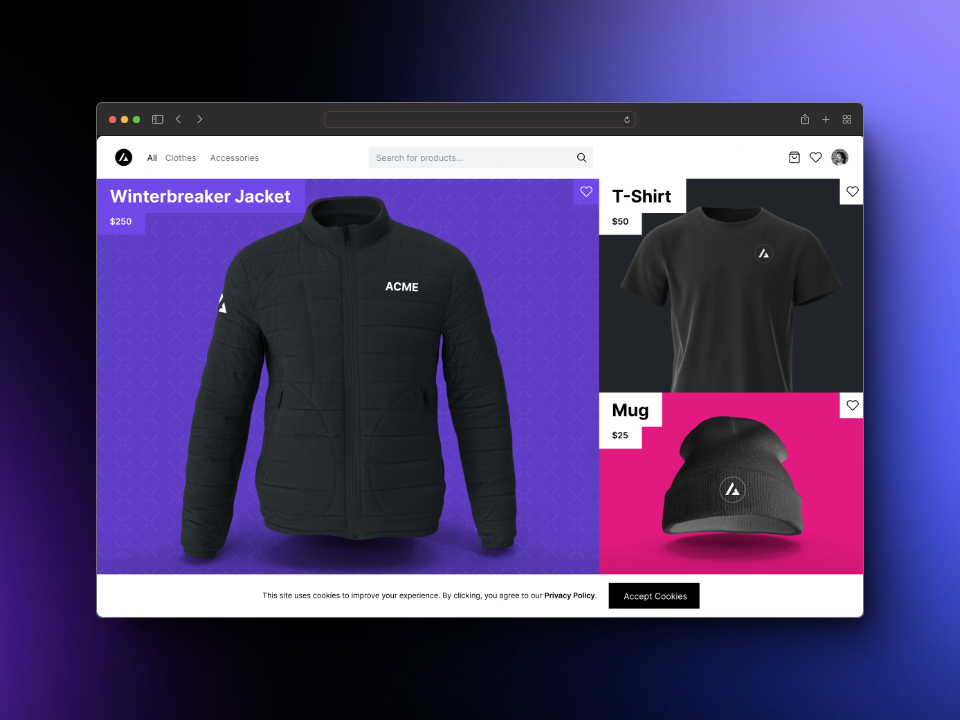 All Clothes Accessories
Search for products...
Winterbreaker Jacket
$250
ACME
T-Shirt
$50
Mug
$25
This site uses cookies to improve your experience. By clicking, you agree to our Privacy Policy.
Accept Cookies